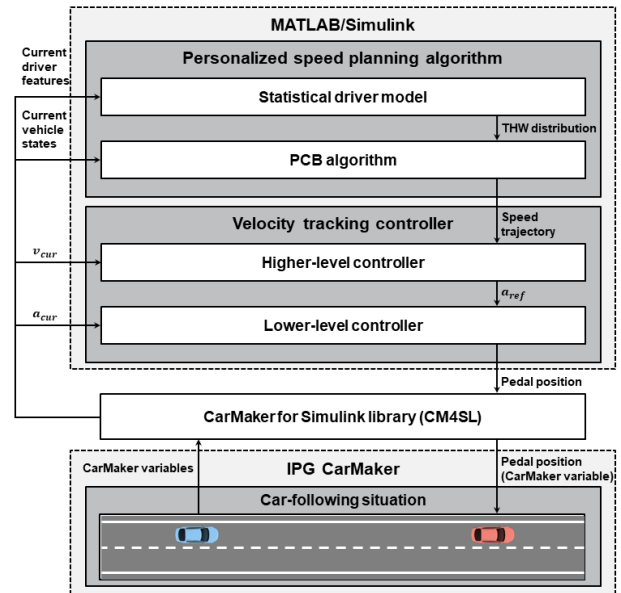 MATLAB/Simulink
Current
driver
features
Personalized speed planning algorithm
Statistical driver model
Current
vehicle
states
THW distribution
PCB algorithm
Velocity tracking controller
Speed
trajectory
v_cur
Higher-level controller
a_ref
a_cur
Lower-level controller
Pedal position
CarMaker for Simulink library (CM4SL)
CarMaker variables
IPG CarMaker
Pedal position
(CarMaker variable)
Car-following situation